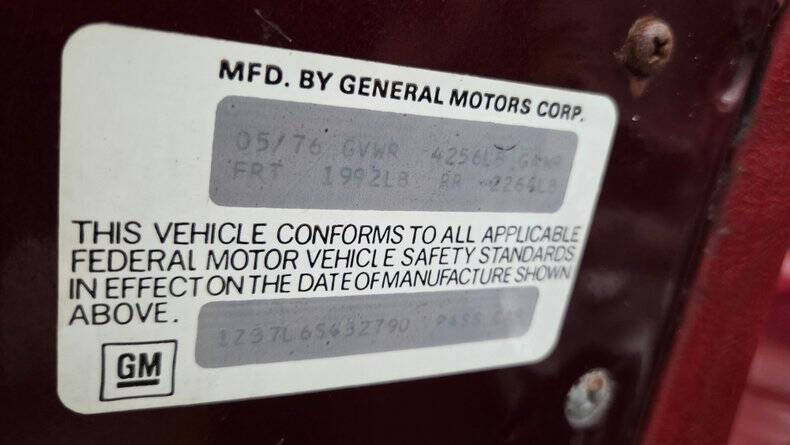 MFD. BY GENERAL MOTORS CORP.
05/76 GVWR 4256LB GAWR
FRT 1992LB RR 2264LB
THIS VEHICLE CONFORMS TO ALL APPLICABLE
FEDERAL MOTOR VEHICLE SAFETY STANDARDS
IN EFFECT ON THE DATE OF MANUFACTURE SHOWN
ABOVE.
1Z37L6S432790 PASS CAR
GM